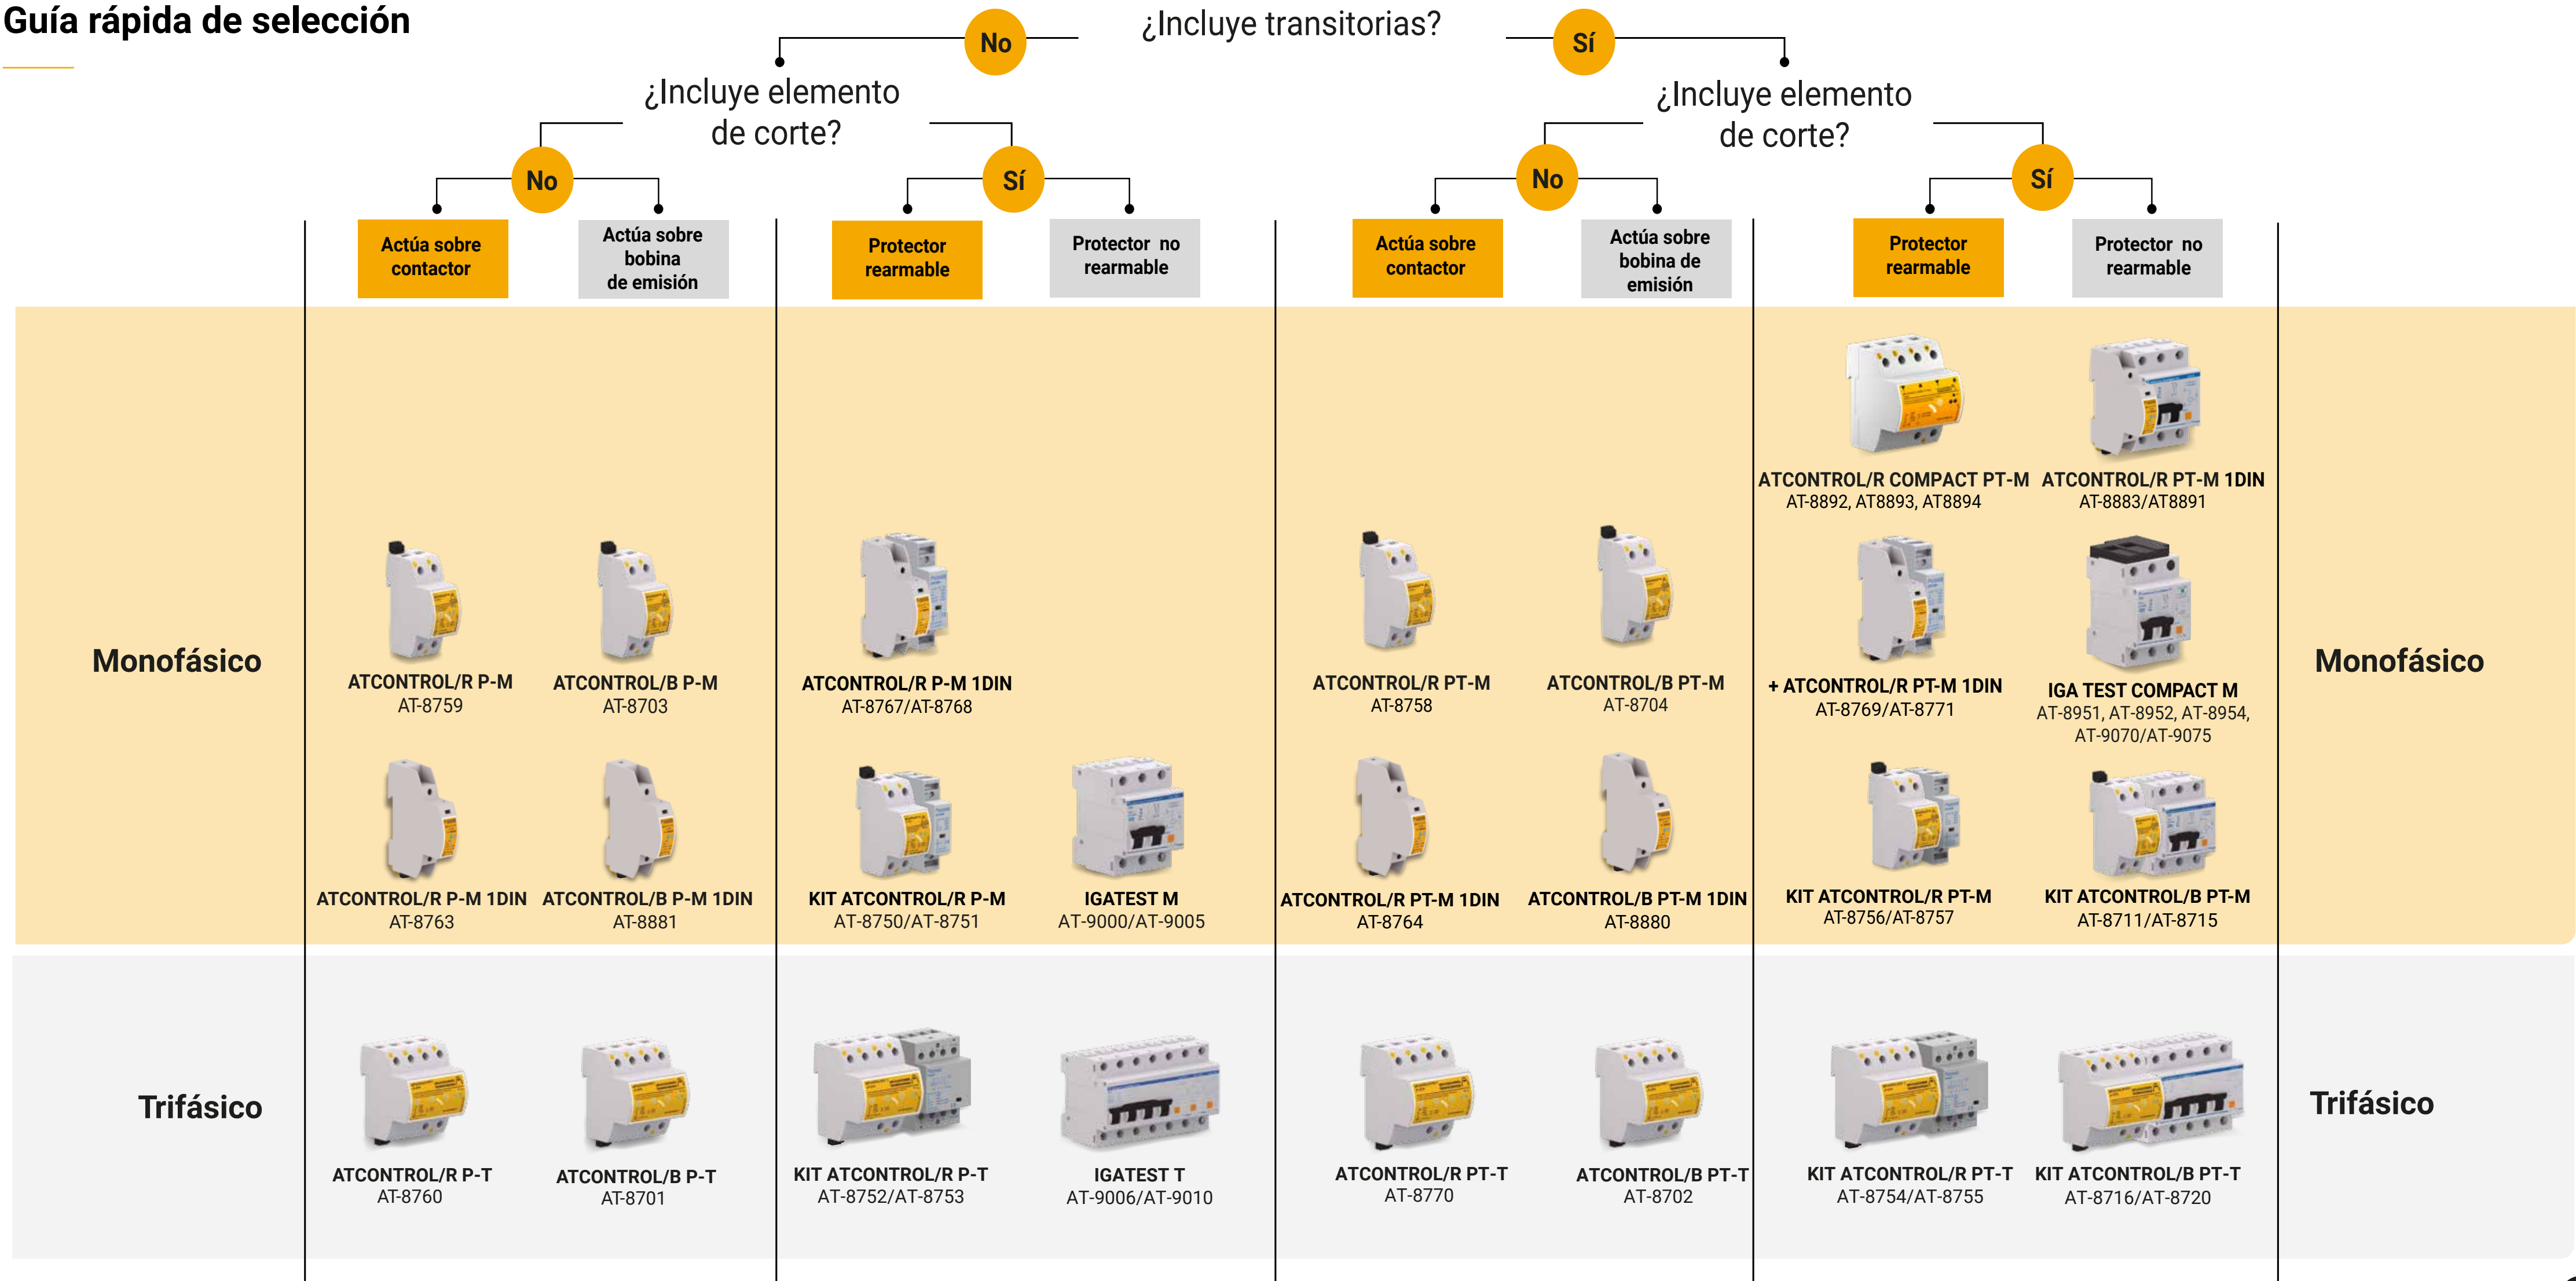 Guía rápida de selección
¿Incluye transitorias?
No
Sí
¿Incluye elemento
de corte?
¿Incluye elemento
de corte?
No
Sí
No
Sí
Actúa sobre
contactor
Actúa sobre
bobina
de emisión
Protector
rearmable
Protector no
rearmable
Actúa sobre
contactor
Actúa sobre
bobina de
emisión
Protector
rearmable
Protector no
rearmable
Monofásico
ATCONTROL/R COMPACT PT-M
AT-8892, AT8893, AT8894
ATCONTROL/R PT-M 1DIN
AT-8883/AT8891
ATCONTROL/R P-M
AT-8759
ATCONTROL/B P-M
AT-8703
ATCONTROL/R P-M 1DIN
AT-8767/AT-8768
ATCONTROL/R PT-M
AT-8758
ATCONTROL/B PT-M
AT-8704
+ ATCONTROL/R PT-M 1DIN
AT-8769/AT-8771
IGA TEST COMPACT M
AT-8951, AT-8952, AT-8954,
AT-9070/AT-9075
Monofásico
ATCONTROL/R P-M 1DIN
AT-8763
ATCONTROL/B P-M 1DIN
AT-8881
KIT ATCONTROL/R P-M
AT-8750/AT-8751
IGATEST M
AT-9000/AT-9005
ATCONTROL/R PT-M 1DIN
AT-8764
ATCONTROL/B PT-M 1DIN
AT-8880
KIT ATCONTROL/R PT-M
AT-8756/AT-8757
KIT ATCONTROL/B PT-M
AT-8711/AT-8715
Trifásico
ATCONTROL/R P-T
AT-8760
ATCONTROL/B P-T
AT-8701
KIT ATCONTROL/R P-T
AT-8752/AT-8753
IGATEST T
AT-9006/AT-9010
ATCONTROL/R PT-T
AT-8770
ATCONTROL/B PT-T
AT-8702
KIT ATCONTROL/R PT-T
AT-8754/AT-8755
KIT ATCONTROL/B PT-T
AT-8716/AT-8720
Trifásico